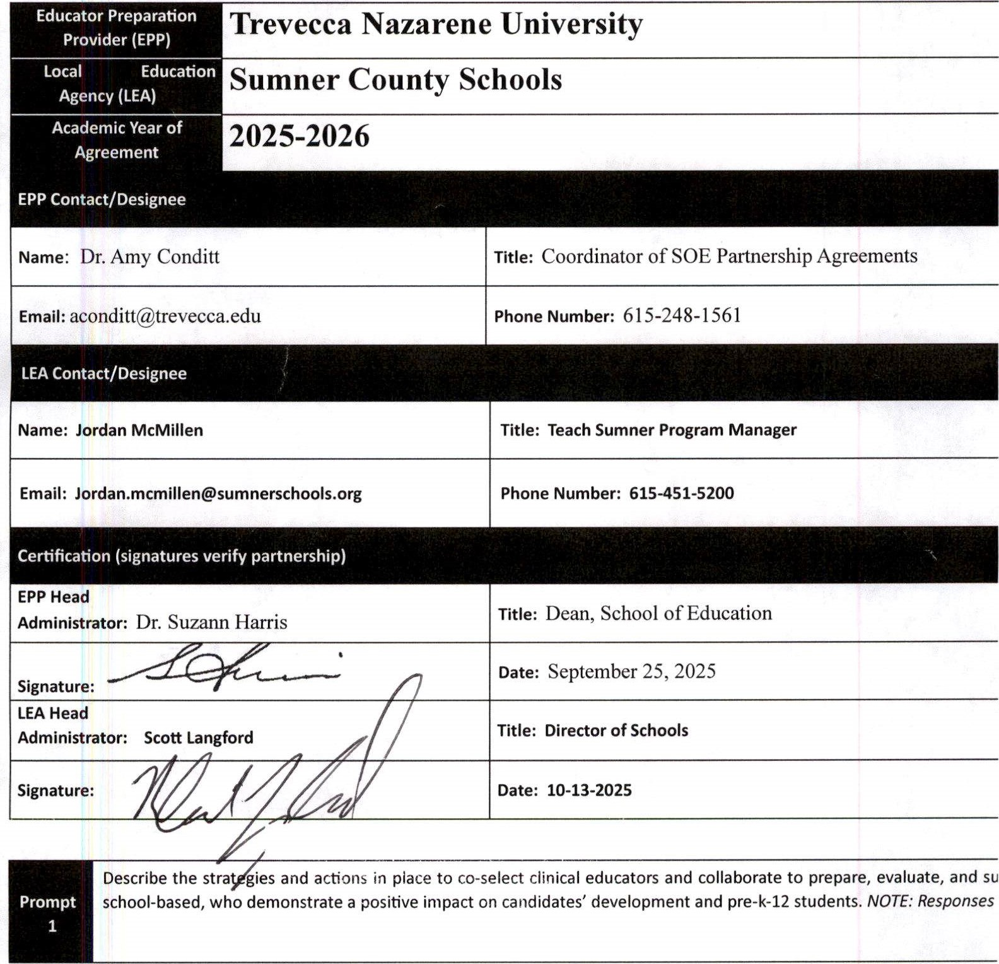 Educator Preparation
Provider (EPP)
Trevecca Nazarene University
Local Education
Agency (LEA)
Sumner County Schools
Academic Year of
Agreement
2025-2026
EPP Contact/Designee
Name: Dr. Amy Conditt
Title: Coordinator of SOE Partnership Agreements
Email: aconditt@trevecca.edu
Phone Number: 615-248-1561
LEA Contact/Designee
Name: Jordan McMillen
Title: Teach Sumner Program Manager
Email: Jordan.mcmillen@sumnerschools.org
Phone Number: 615-451-5200
Certification (signatures verify partnership)
EPP Head
Administrator: Dr. Suzann Harris
Title: Dean, School of Education
Signature:
Date: September 25, 2025
LEA Head
Administrator: Scott Langford
Title: Director of Schools
Signature:
Date: 10-13-2025
Prompt
1
Describe the strategies and actions in place to co-select clinical educators and collaborate to prepare, evaluate, and su
school-based, who demonstrate a positive impact on candidates' development and pre-k-12 students. NOTE: Responses